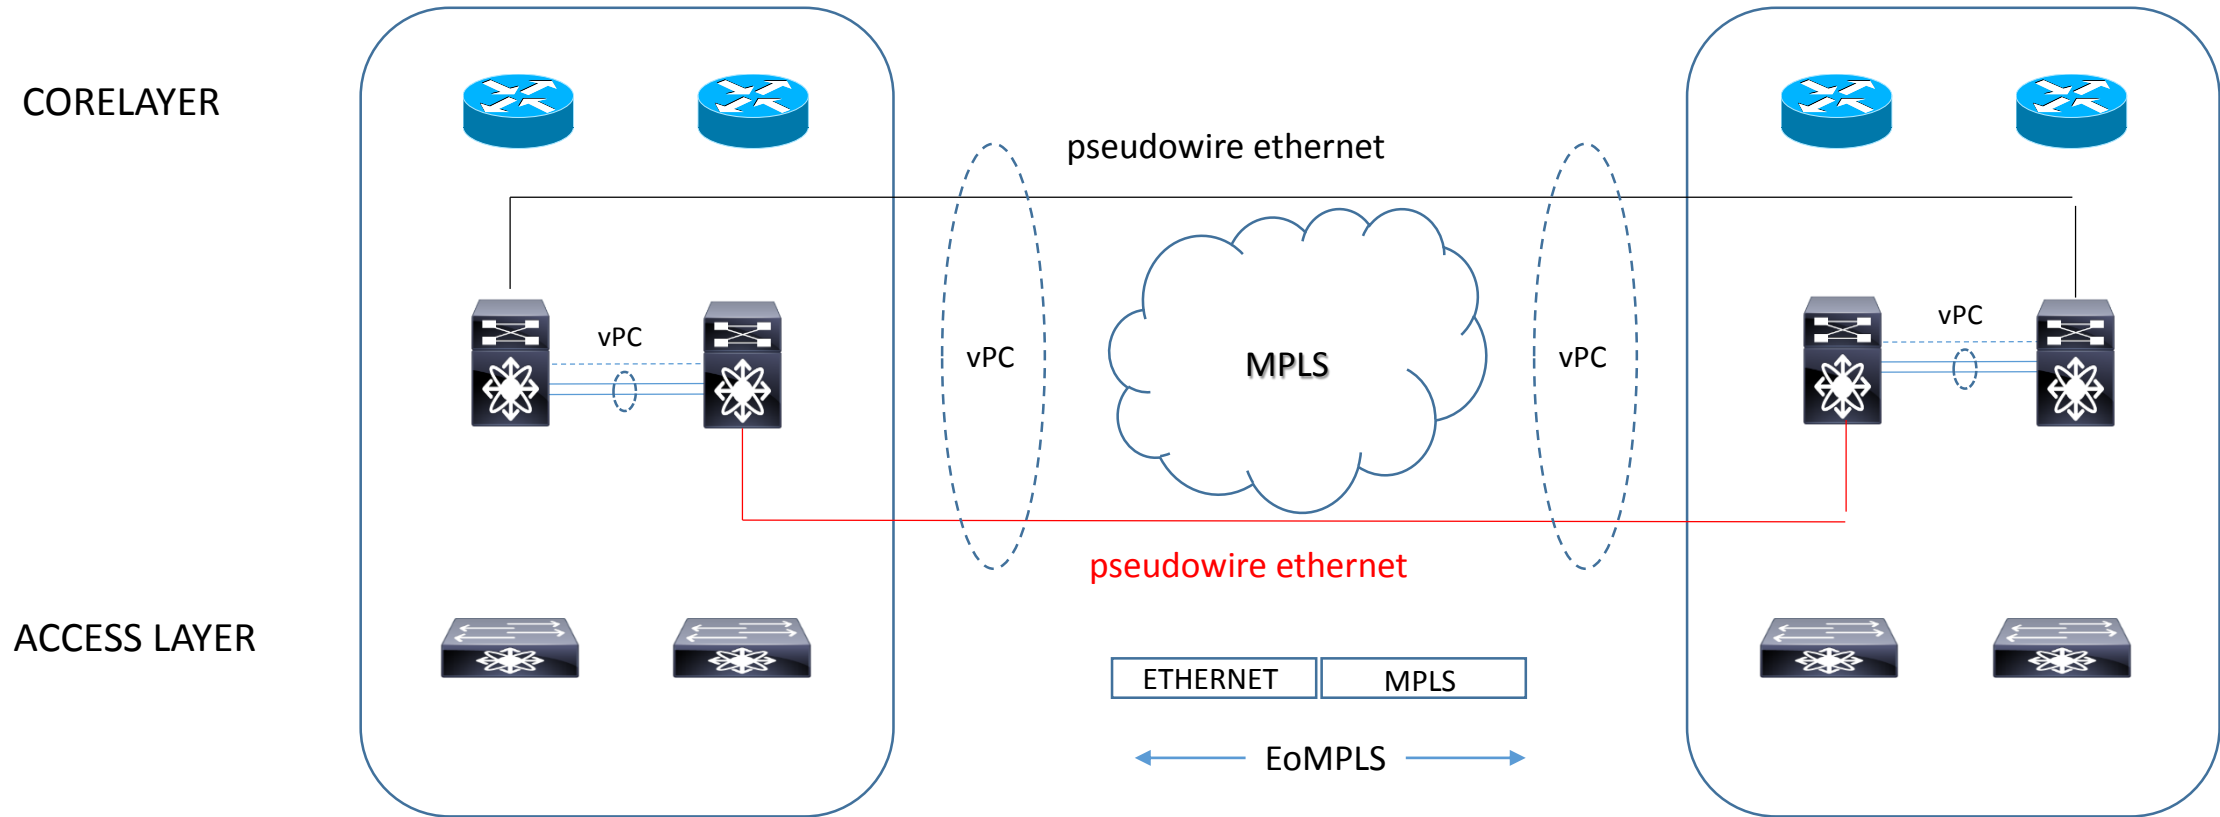 CORELAYER
pseudowire ethernet
vPC
vPC
vPC
MPLS
vPC
pseudowire ethernet
ACCESS LAYER
ETHERNET
MPLS
EoMPLS